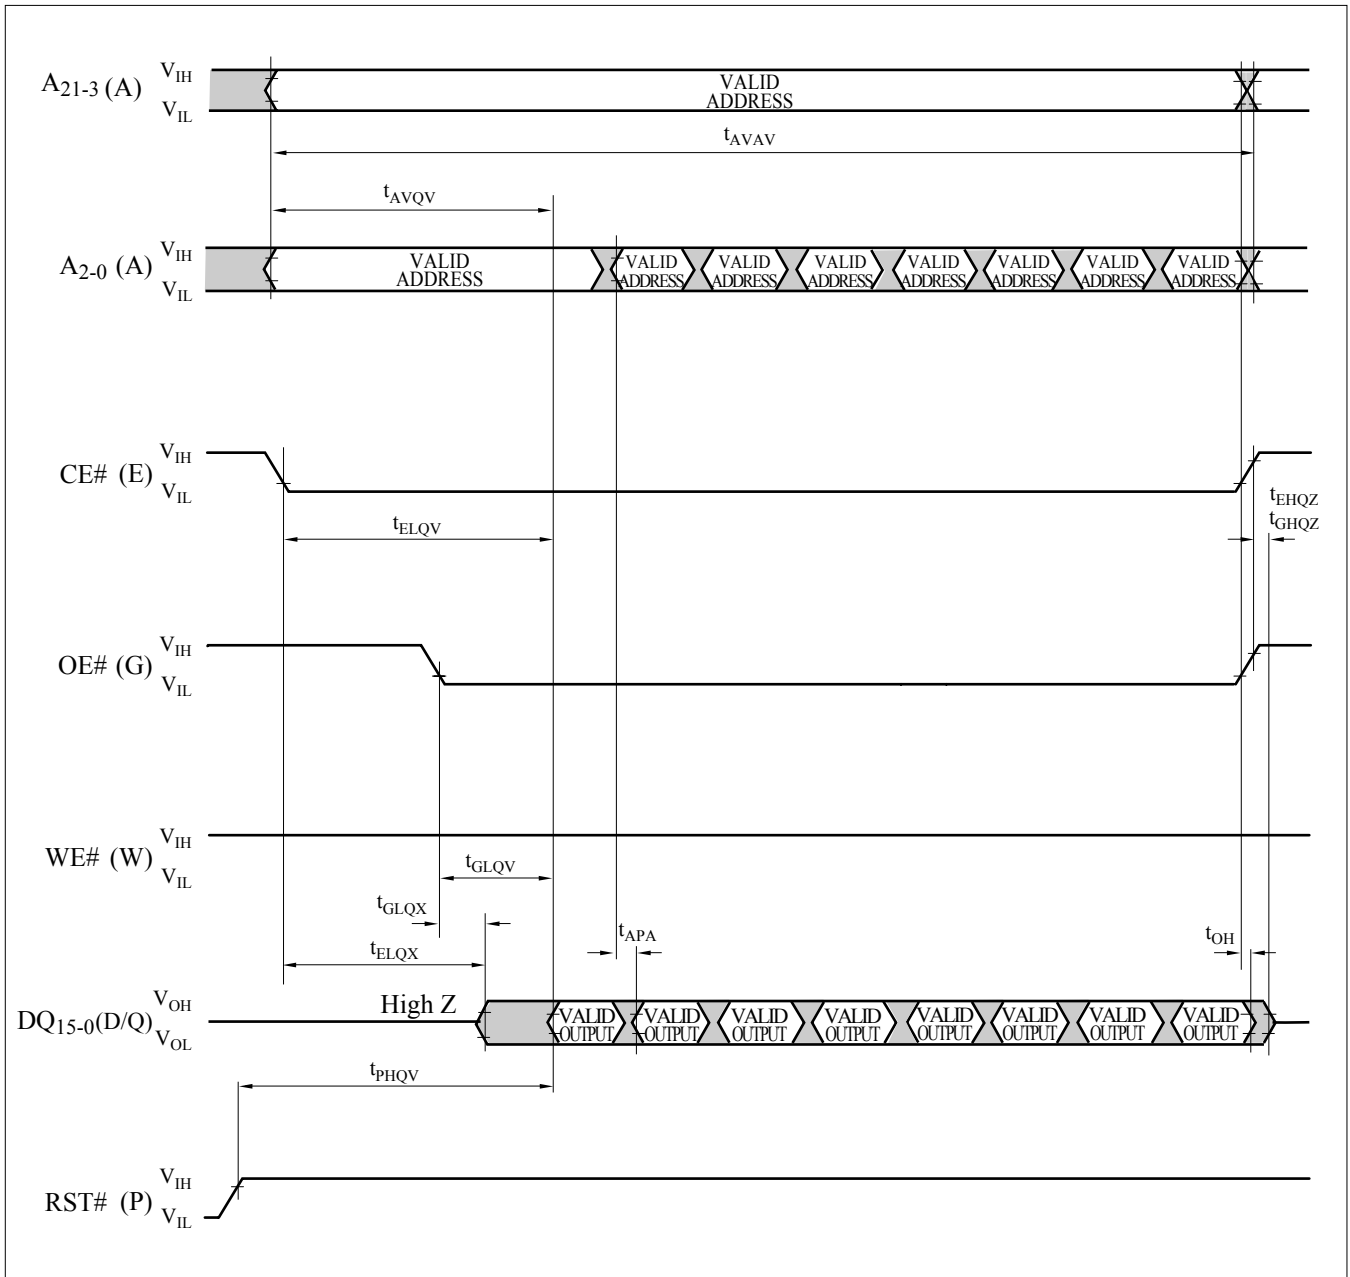 A21-3 (A) VIH VIL VALID ADDRESS
tAVAV
tAVQV
A2-0 (A) VIH VIL VALID ADDRESS VALID ADDRESS VALID ADDRESS VALID ADDRESS VALID ADDRESS VALID ADDRESS VALID ADDRESS VALID ADDRESS
CE# (E) VIH VIL
tEHQZ
tGHQZ
tELQV
OE# (G) VIH VIL
WE# (W) VIH VIL
tGLQV
tGLQX
tAPA
tOH
tELQX
DQ15-0(D/Q) VOH VOL High Z VALID OUTPUT VALID OUTPUT VALID OUTPUT VALID OUTPUT VALID OUTPUT VALID OUTPUT VALID OUTPUT VALID OUTPUT
tPHQV
RST# (P) VIH VIL